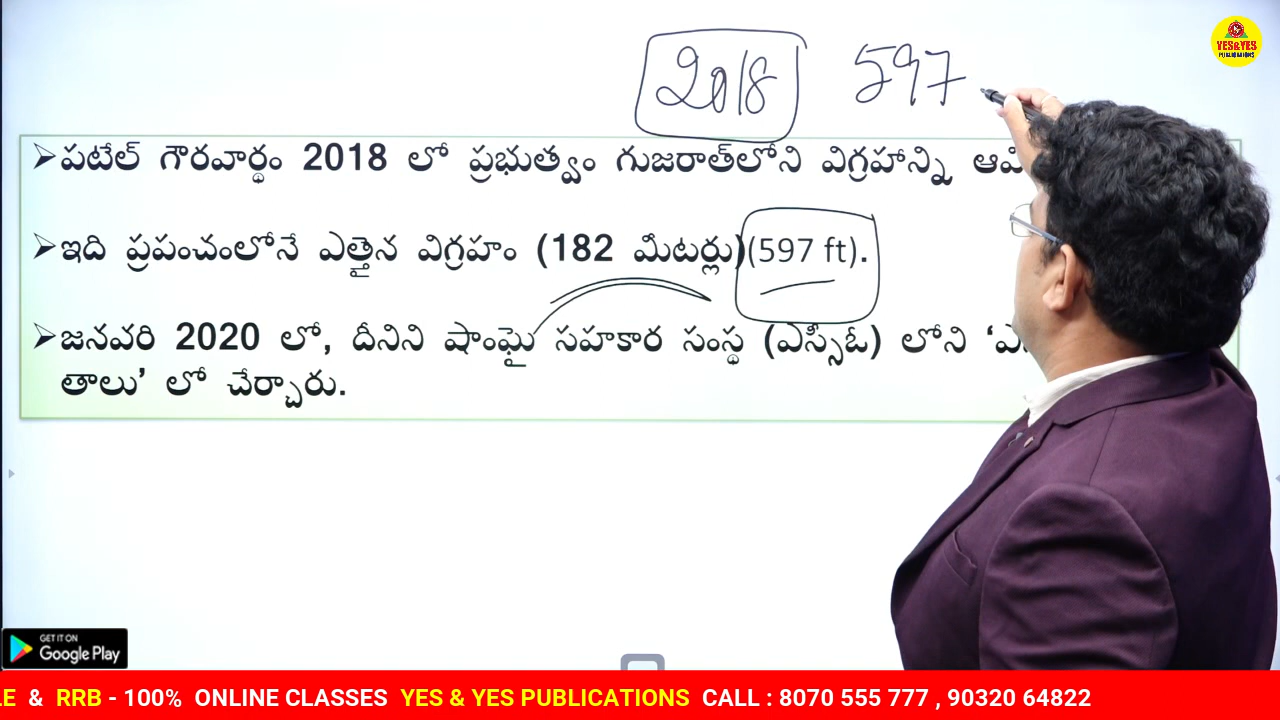 2018 597
YES&YES
PUBLICATIONS
➢పటేల్ గౌరవార్థం 2018 లో ప్రభుత్వం గుజరాత్‌లోని విగ్రహాన్ని
➢ఇది ప్రపంచంలోనే ఎత్తైన విగ్రహం (182 మీటర్లు)(597 ft).
➢జనవరి 2020 లో, దీనిని షాంఘై సహకార సంస్థ (ఎస్సీఓ) లోని
తాలు’ లో చేర్చారు.
GET IT ON
Google Play
& RRB - 100% ONLINE CLASSES YES & YES PUBLICATIONS CALL : 8070 555 777 , 90320 64822